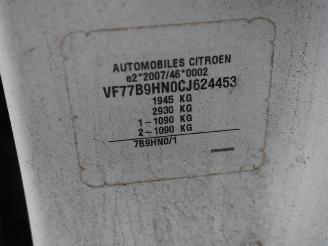 AUTOMOBILES CITROEN
e2*2007/46*0002
VF77B9HN0CJ624453
1945 KG
2930 KG
1-1090 KG
2-1090 KG
7B9HN0/1